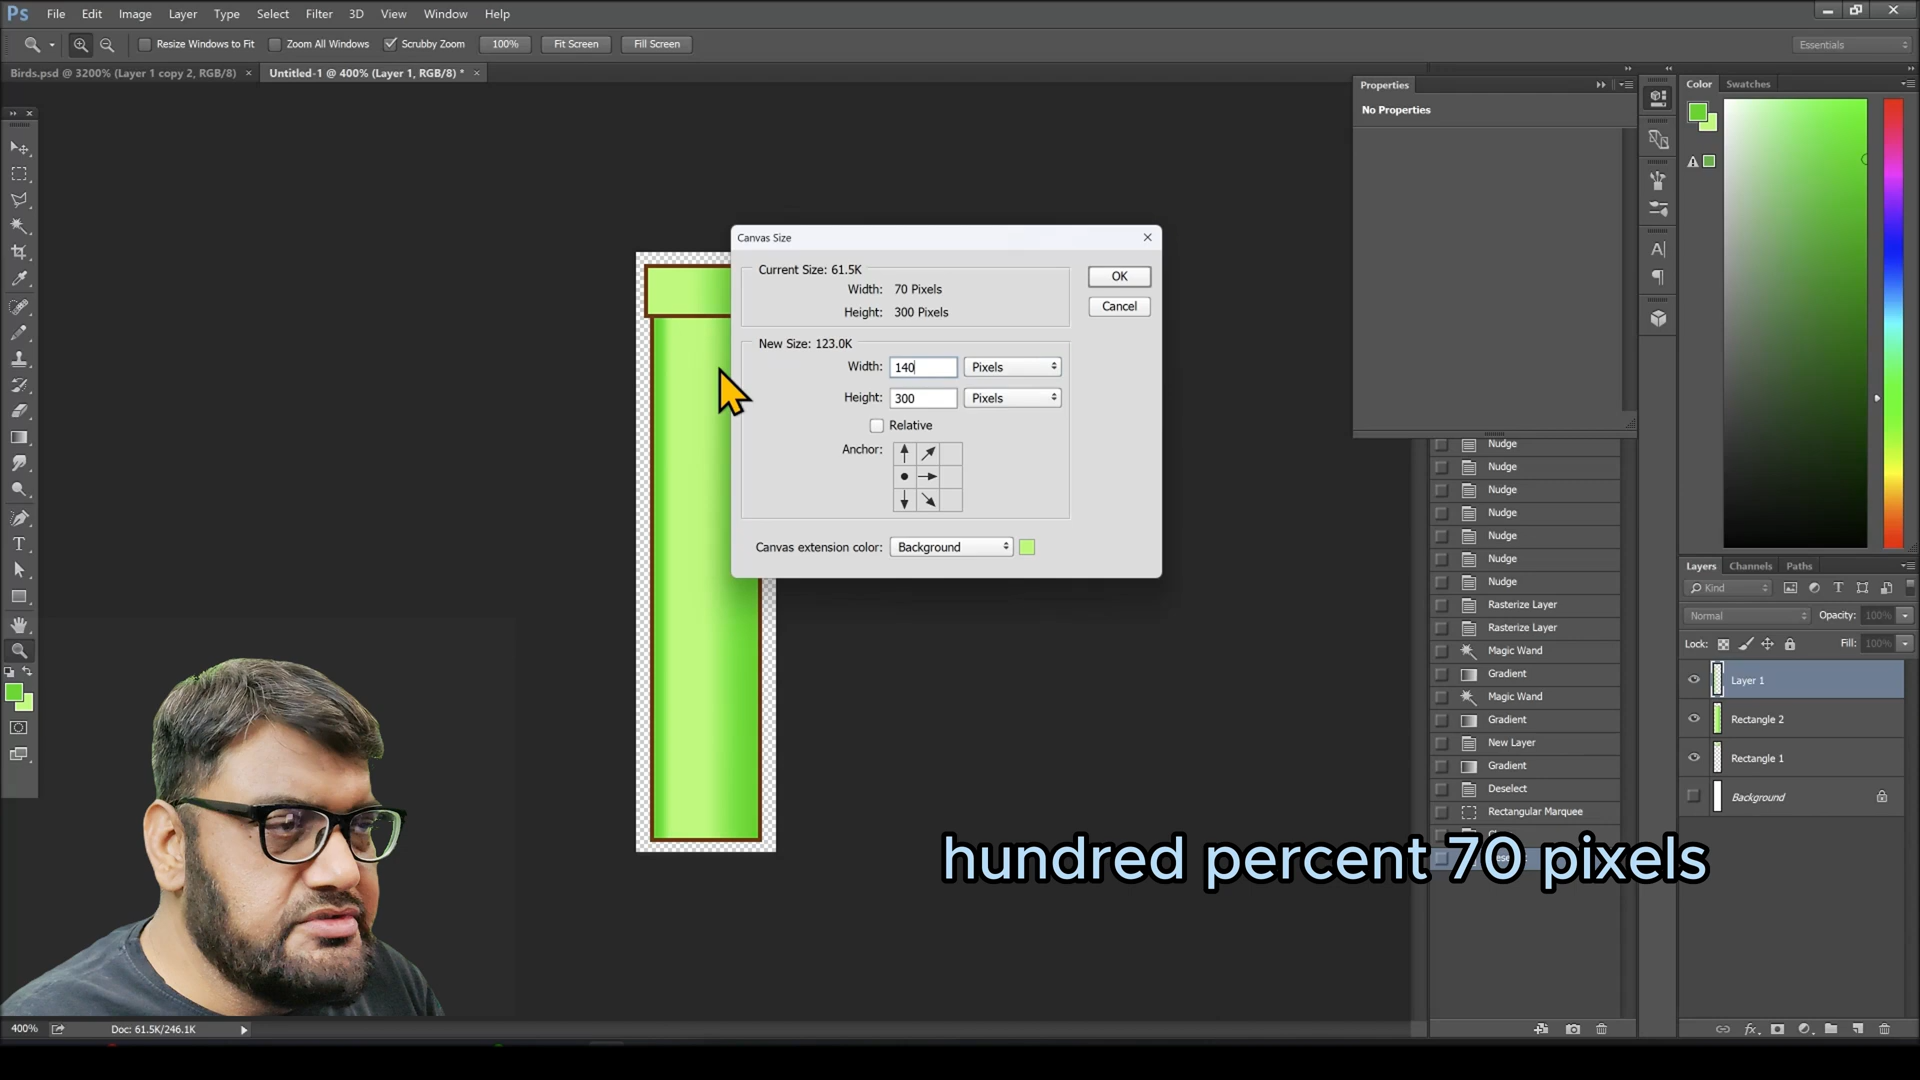 Ps File Edit Image Layer Type Select Filter 3D View Window Help
Resize Windows to Fit Zoom All Windows Scrubby Zoom 100% Fit Screen Fill Screen Essentials
Birds.psd @ 3200% (Layer 1 copy 2, RGB/8) × Untitled-1 @ 400% (Layer 1, RGB/8) * ×
Properties
No Properties
Color Swatches
Canvas Size
Current Size: 61.5K
Width: 70 Pixels
Height: 300 Pixels
OK
Cancel
New Size: 123.0K
Width: 140 Pixels
Height: 300 Pixels
Relative
Anchor:
Canvas extension color: Background
Nudge
Nudge
Nudge
Nudge
Nudge
Nudge
Nudge
Rasterize Layer
Rasterize Layer
Magic Wand
Gradient
Magic Wand
Gradient
New Layer
Gradient
Deselect
Rectangular Marquee
Layers Channels Paths
Kind
Normal Opacity: 100%
Lock: Fill: 100%
Layer 1
Rectangle 2
Rectangle 1
Background
hundred percent 70 pixels
400% Doc: 61.5K/246.1K